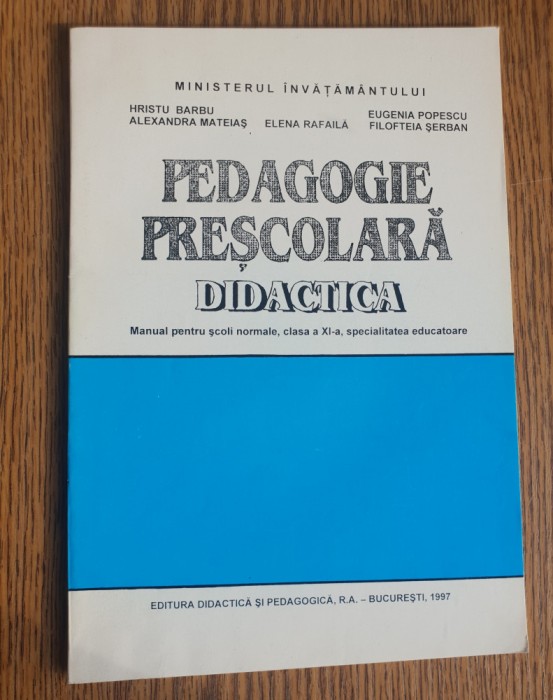 MINISTERUL ÎNVĂȚĂMÂNTULUI
HRISTU BARBU EUGENIA POPESCU
ALEXANDRA MATEIAȘ ELENA RAFAILĂ FILOFTEIA ȘERBAN
PEDAGOGIE
PREȘCOLARĂ
DIDACTICA
Manual pentru școli normale, clasa a XI-a, specialitatea educatoare
EDITURA DIDACTICĂ ȘI PEDAGOGICĂ, R.A. – BUCUREȘTI, 1997